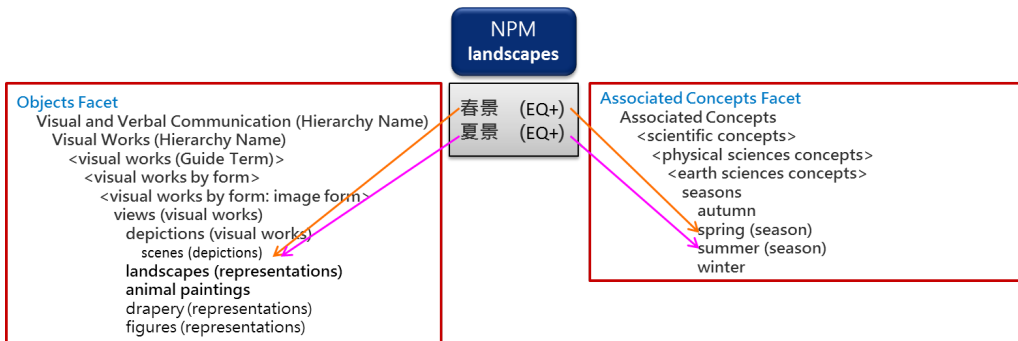 NPM
landscapes
春景 (EQ+)
夏景 (EQ+)
Objects Facet
Visual and Verbal Communication (Hierarchy Name)
Visual Works (Hierarchy Name)
<visual works (Guide Term)>
<visual works by form>
<visual works by form: image form>
views (visual works)
depictions (visual works)
scenes (depictions)
landscapes (representations)
animal paintings
drapery (representations)
figures (representations)
Associated Concepts Facet
Associated Concepts
<scientific concepts>
<physical sciences concepts>
<earth sciences concepts>
seasons
autumn
spring (season)
summer (season)
winter